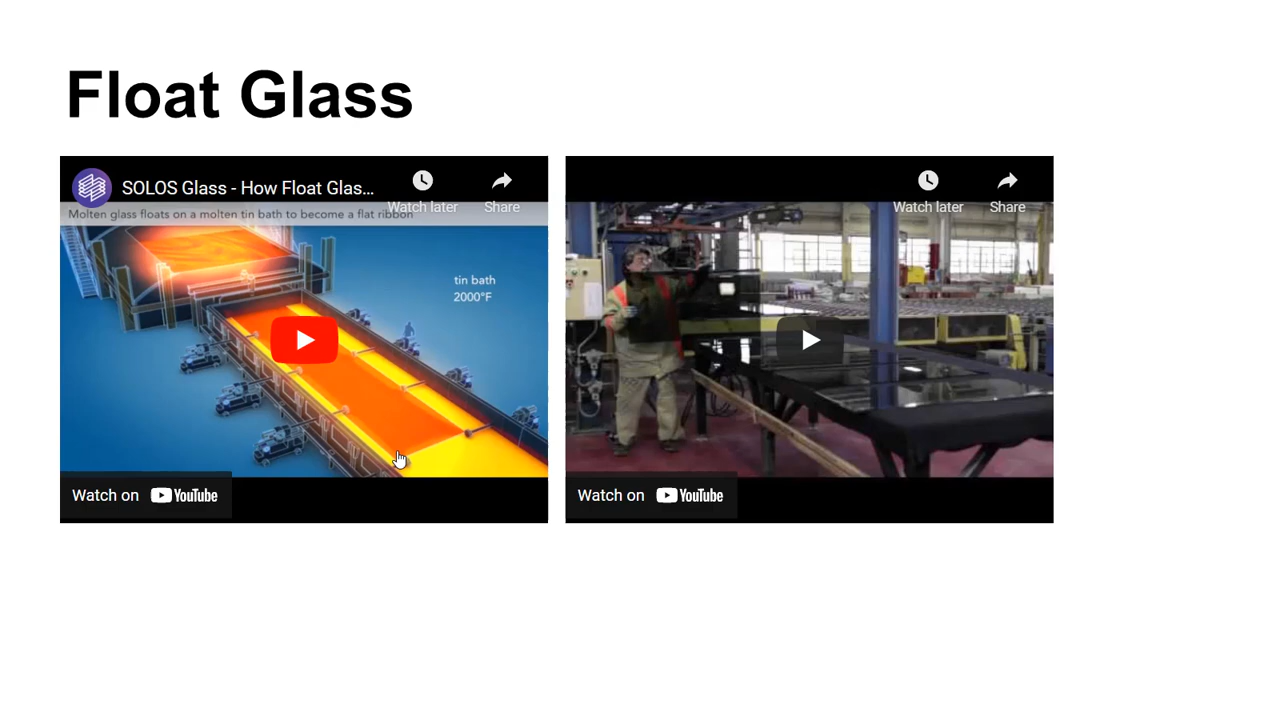 Float Glass
SOLOS Glass - How Float Glas...
Watch later
Share
Molten glass floats on a molten tin bath to become a flat ribbon
tin bath
2000°F
Watch on YouTube
Watch later
Share
Watch on YouTube